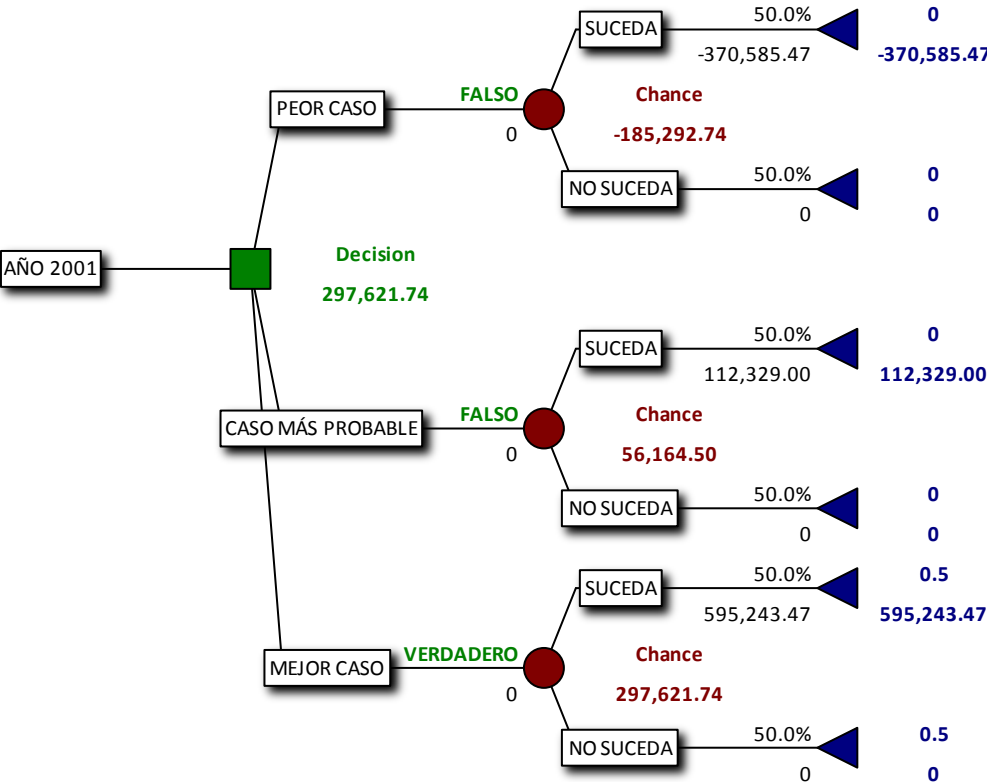 50.0% 0
SUCEDA
-370,585.47 -370,585.47
FALSO Chance
PEOR CASO
0 -185,292.74
50.0% 0
NO SUCEDA
0 0
Decision
AÑO 2001
297,621.74
50.0% 0
SUCEDA
112,329.00 112,329.00
FALSO Chance
CASO MÁS PROBABLE
0 56,164.50
50.0% 0
NO SUCEDA
0 0
50.0% 0.5
SUCEDA
595,243.47 595,243.47
VERDADERO Chance
MEJOR CASO
0 297,621.74
50.0% 0.5
NO SUCEDA
0 0